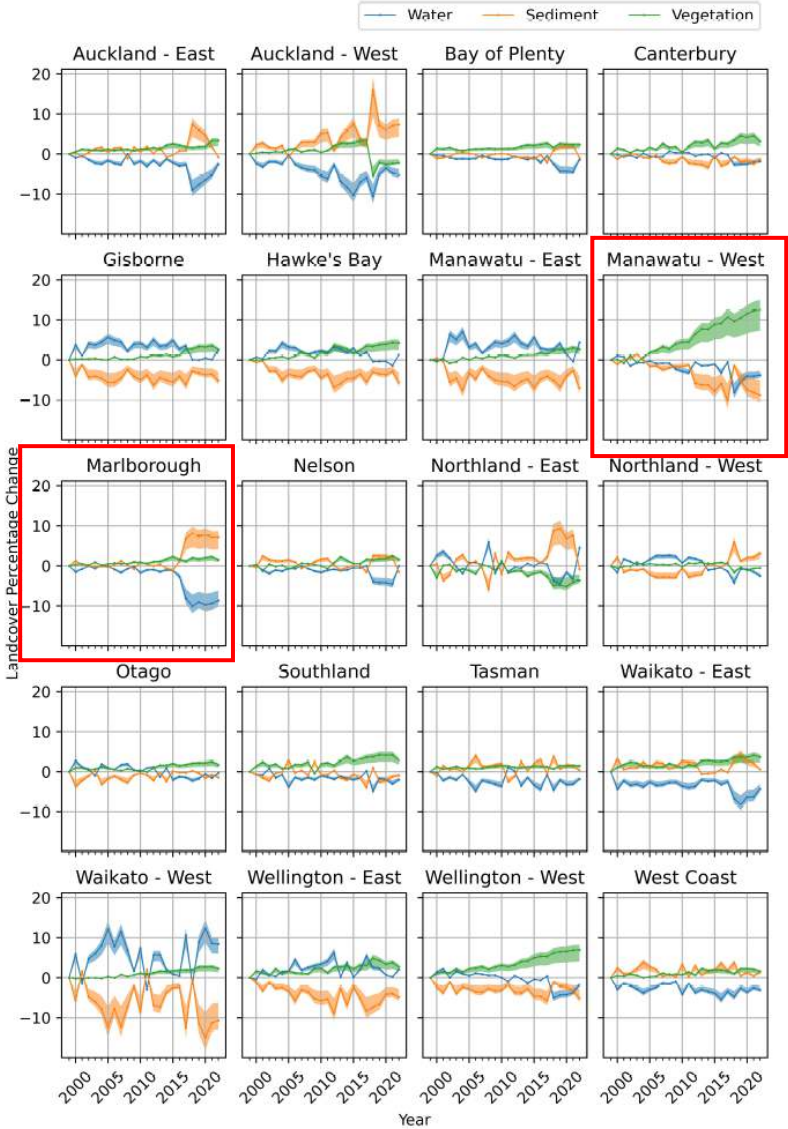 Water Sediment Vegetation
Auckland - East Auckland - West Bay of Plenty Canterbury
20
10
0
−10
Gisborne Hawke's Bay Manawatu - East Manawatu - West
20
10
0
−10
Landcover Percentage Change
Marlborough Nelson Northland - East Northland - West
20
10
0
−10
Otago Southland Tasman Waikato - East
20
10
0
−10
Waikato - West Wellington - East Wellington - West West Coast
20
10
0
−10
2000 2005 2010 2015 2020 2000 2005 2010 2015 2020 2000 2005 2010 2015 2020 2000 2005 2010 2015 2020
Year